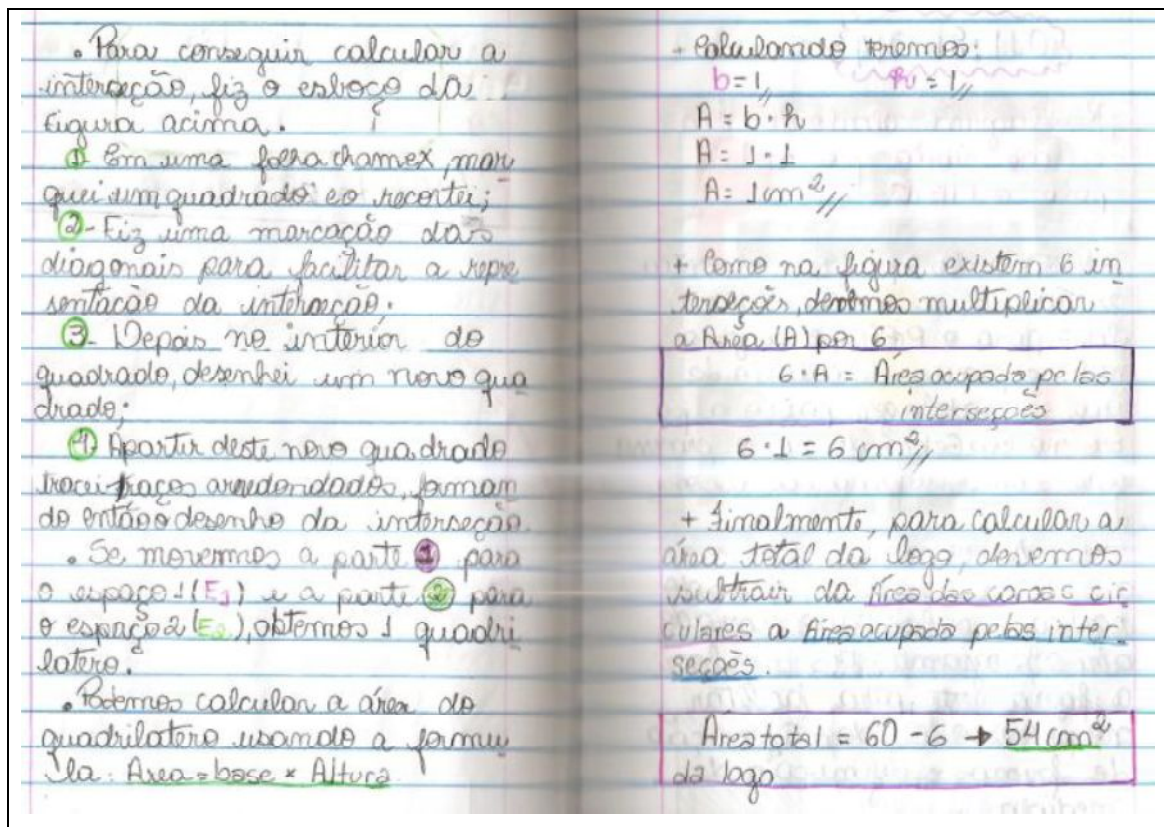 . Para conseguir calcular a
interseção, fiz o esboço da
figura acima.
1- Em uma folha chamex, mar
quei um quadrado e o recortei;
2- Fiz uma marcação das
diagonais para facilitar a repre
sentação da interseção.
3- Depois no interior do
quadrado, desenhei um novo qua
drado;
4- Apartir deste novo quadrado
tracei traços arredondados, forman
do então o desenho da interseção.
. Se movermos a parte 1 para
o espaço 1 (E1) e a parte 2 para
o espaço 2 (E2), obtemos 1 quadri
latero.
. Podemos calcular a área do
quadrilatero usando a formu
la: Area = base × Altura
+ Calculando teremos:
b = 1 h = 1
A = b · h
A = 1 · 1
A = 1 cm²
+ Como na figura existem 6 in
terseções, devemos multiplicar
a Área (A) por 6
6 · A = Área ocupada pelas
interseções
6 · 1 = 6 cm²
+ Finalmente, para calcular a
área total da logo, devemos
subtrair da Área das coroas cir
culares a Área ocupada pelas inter-
seções.
Área total = 60 - 6 → 54 cm²
da logo